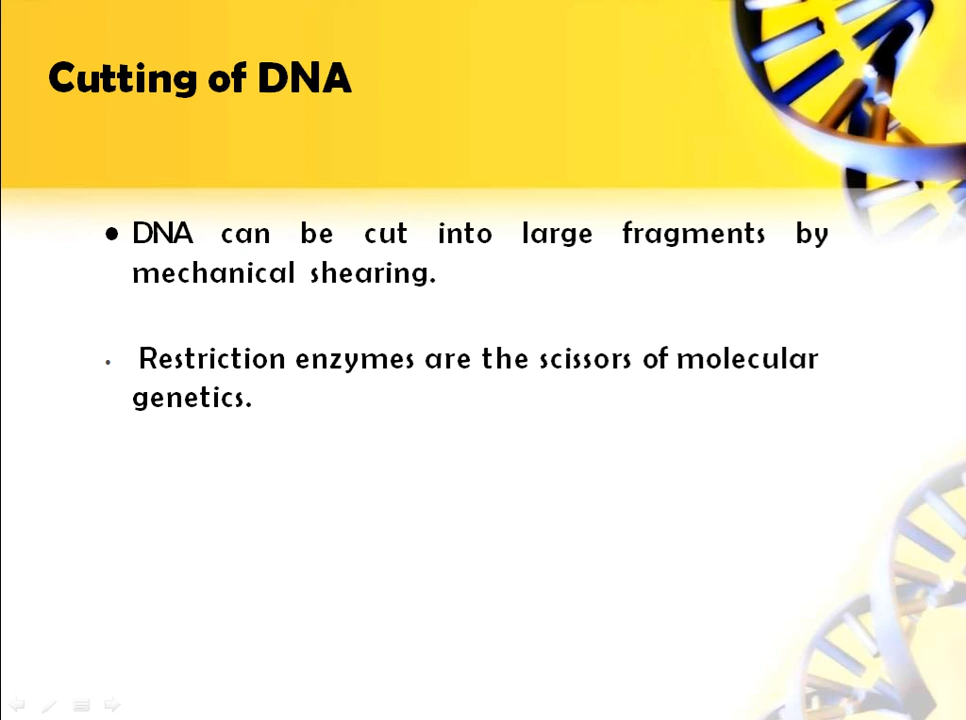 Cutting of DNA
• DNA can be cut into large fragments by
mechanical shearing.
• Restriction enzymes are the scissors of molecular
genetics.